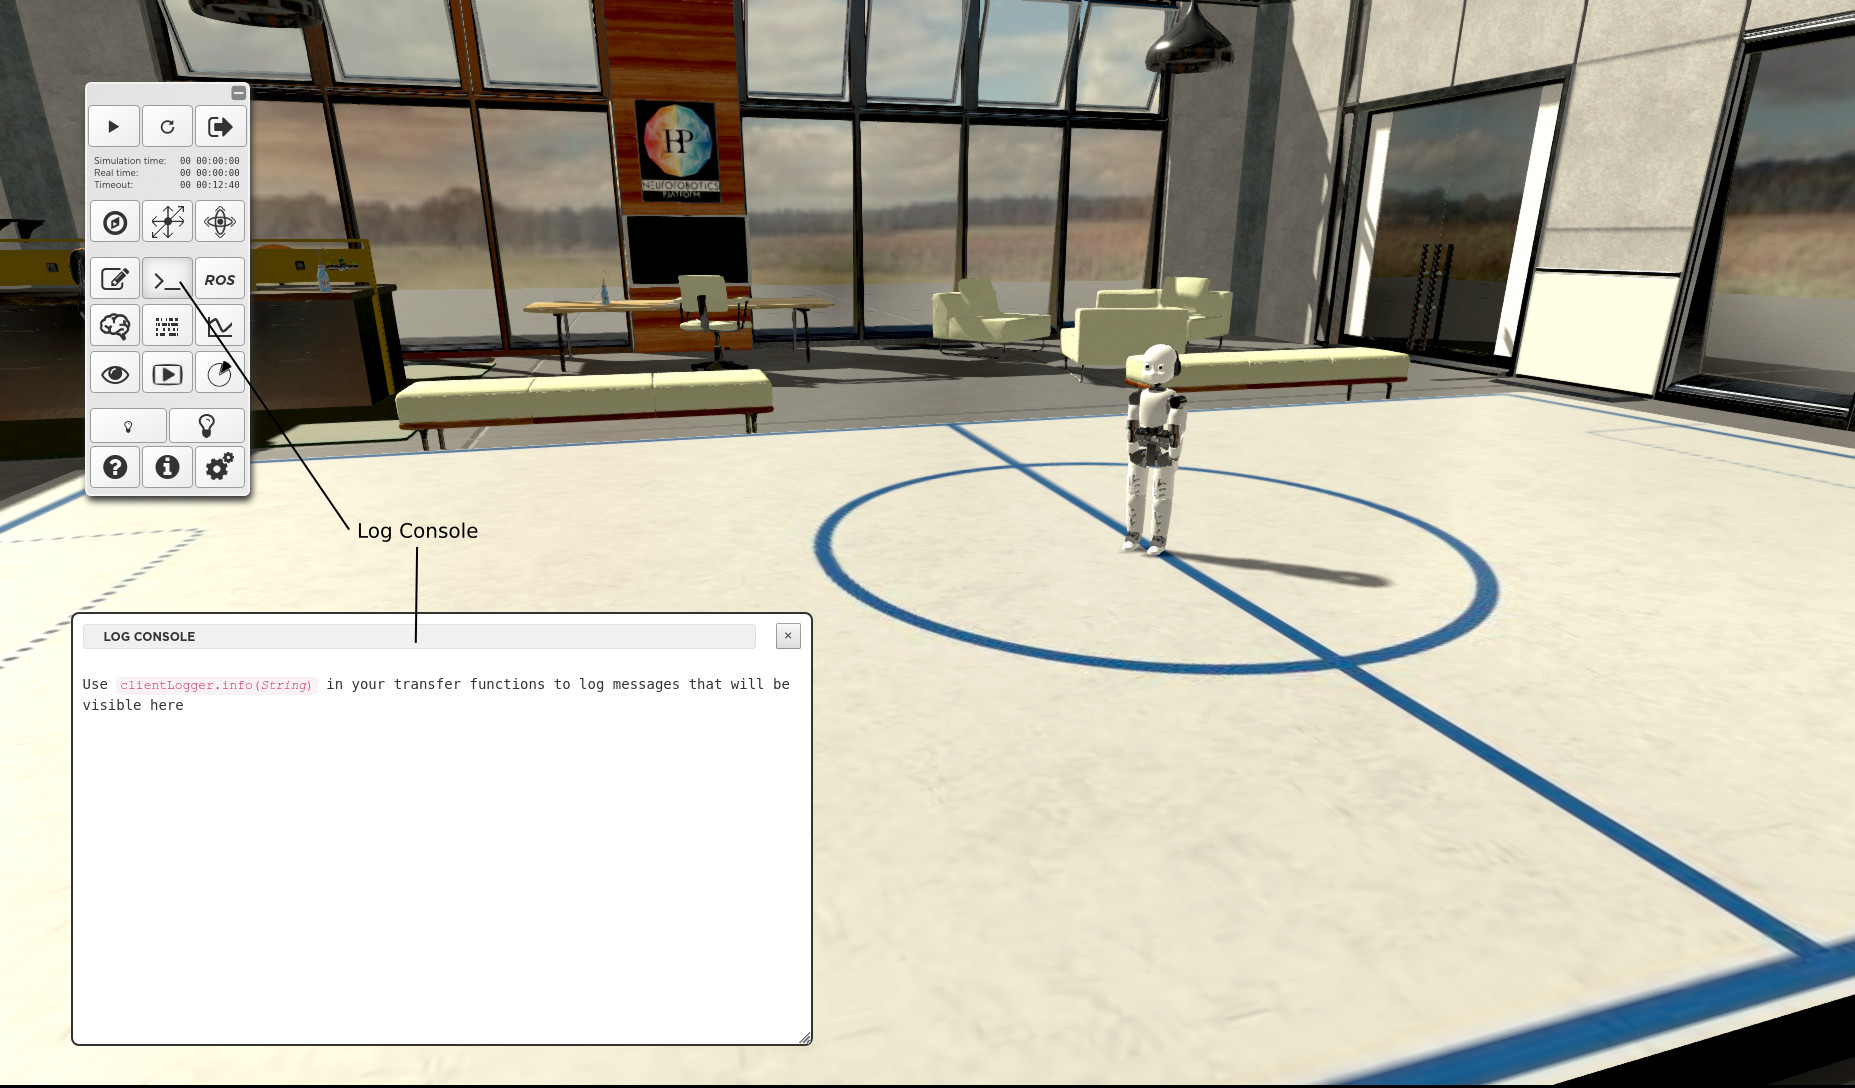 HP
NEUROROBOTICS
PLATFORM
Simulation time: 00 00:00:00
Real time: 00 00:00:00
Timeout: 00 00:12:40
ROS
Log Console
LOG CONSOLE
×
Use clientLogger.info(String) in your transfer functions to log messages that will be
visible here